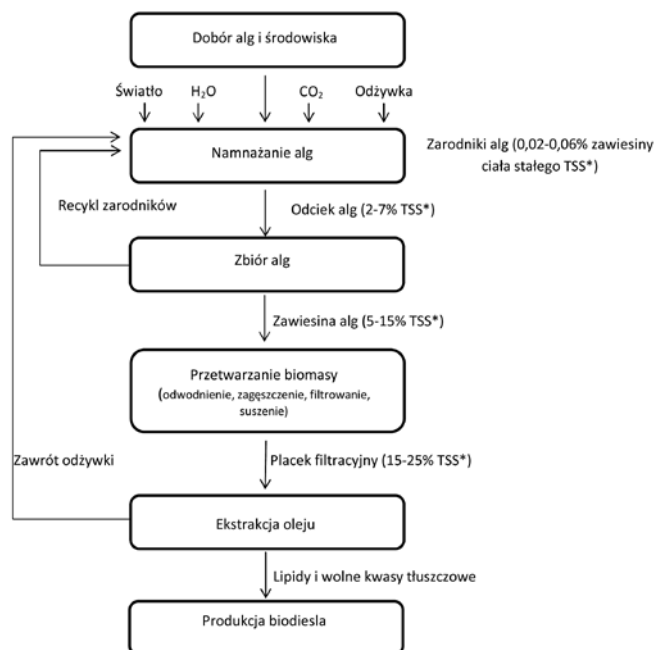 Dobór alg i środowiska
Światło H₂O CO₂ Odżywka
Namnażanie alg
Zarodniki alg (0,02-0,06% zawiesiny
ciała stałego TSS*)
Recykl zarodników
Odciek alg (2-7% TSS*)
Zbiór alg
Zawiesina alg (5-15% TSS*)
Przetwarzanie biomasy
(odwodnienie, zagęszczenie, filtrowanie,
suszenie)
Zawrót odżywki
Placek filtracyjny (15-25% TSS*)
Ekstrakcja oleju
Lipidy i wolne kwasy tłuszczowe
Produkcja biodiesla